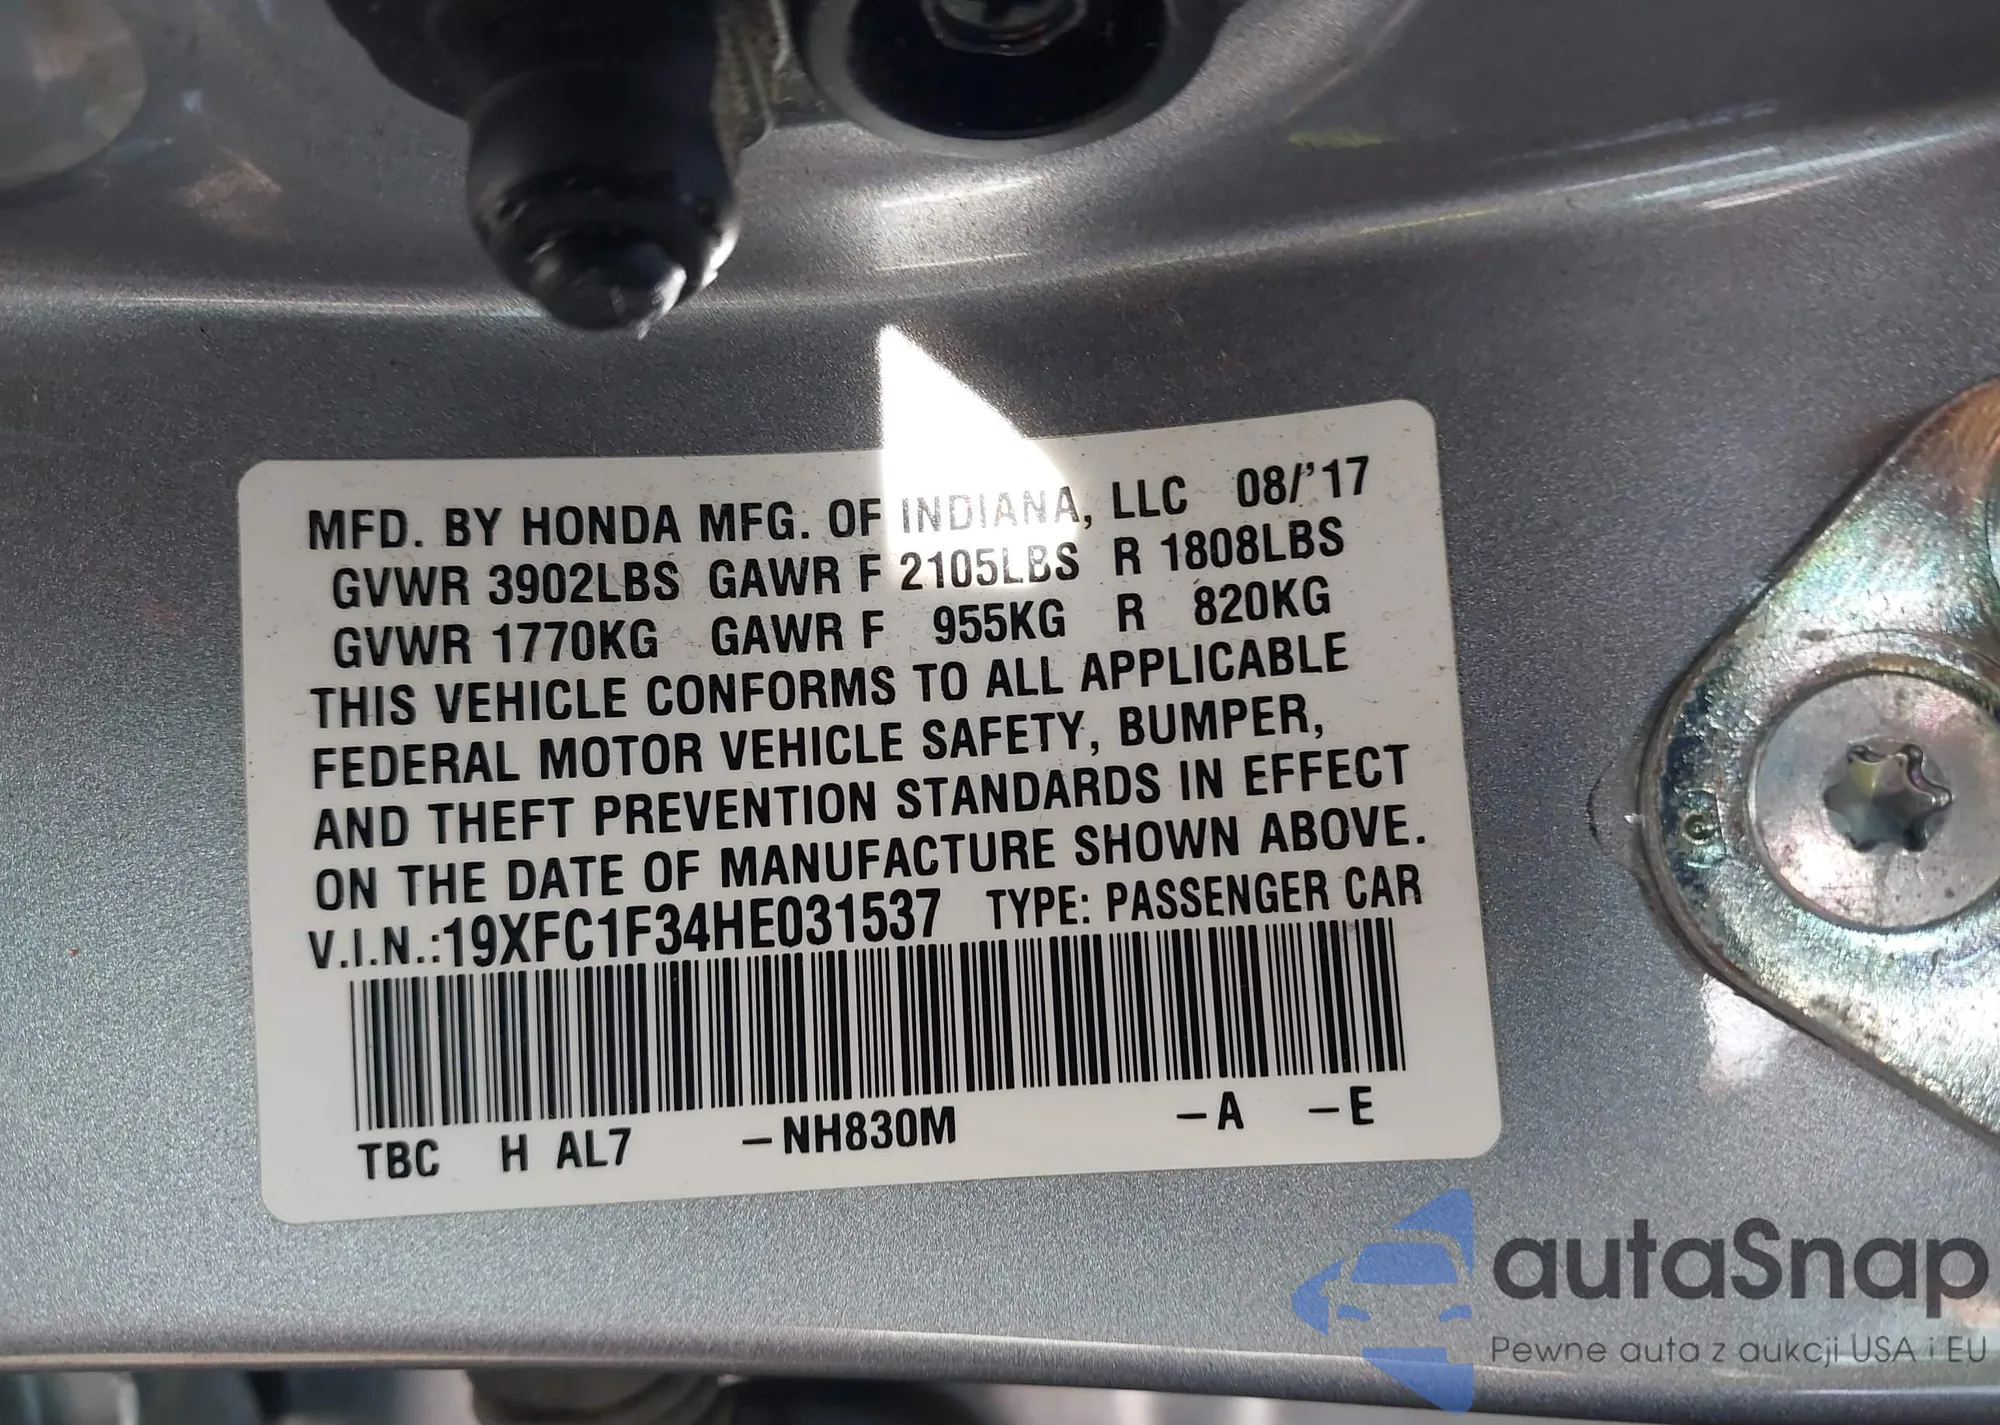 MFD. BY HONDA MFG. OF INDIANA, LLC 08/'17
GVWR 3902LBS GAWR F 2105LBS R 1808LBS
GVWR 1770KG GAWR F 955KG R 820KG
THIS VEHICLE CONFORMS TO ALL APPLICABLE
FEDERAL MOTOR VEHICLE SAFETY, BUMPER,
AND THEFT PREVENTION STANDARDS IN EFFECT
ON THE DATE OF MANUFACTURE SHOWN ABOVE.
V.I.N.:19XFC1F34HE031537 TYPE: PASSENGER CAR
TBC H AL7 –NH830M –A –E
autaSnap
Pewne auta z aukcji USA i EU